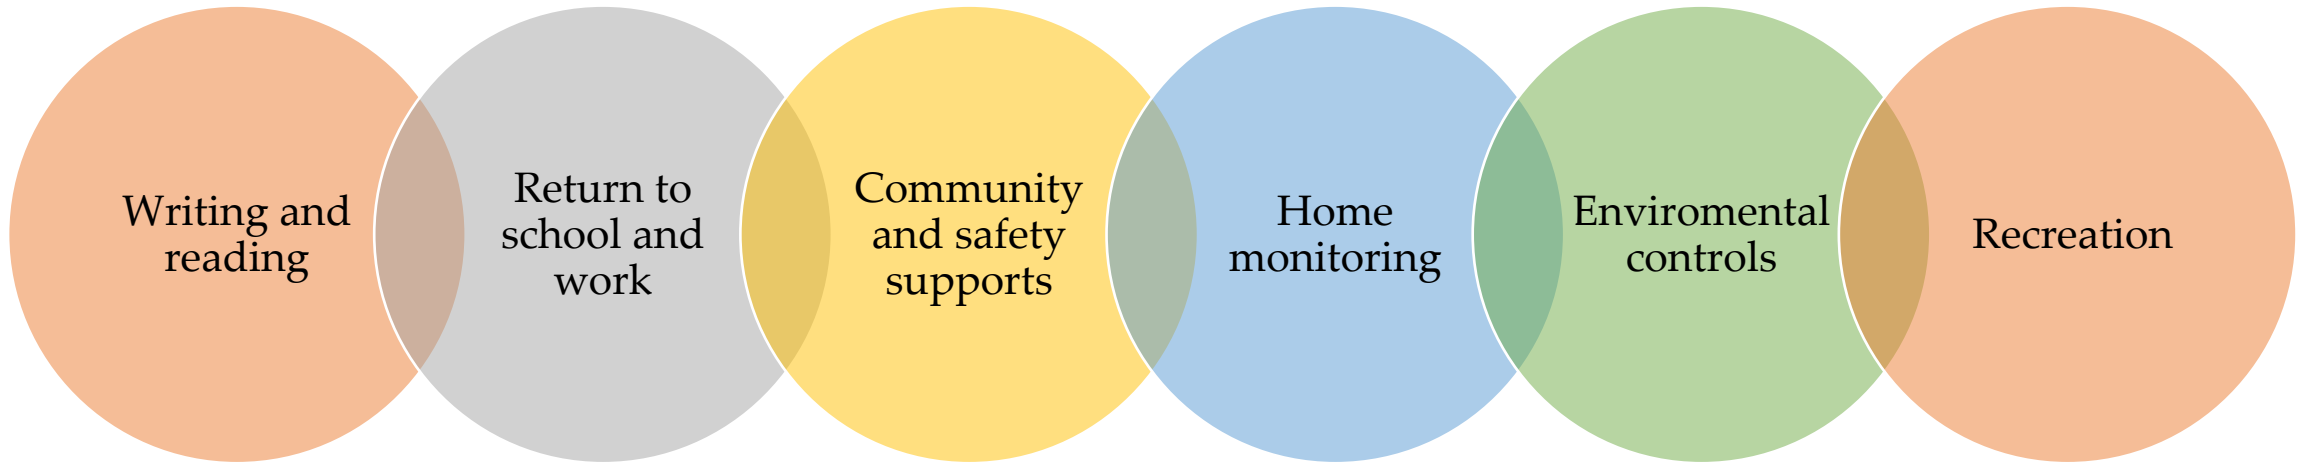 Writing and
reading
Return to
school and
work
Community
and safety
supports
Home
monitoring
Enviromental
controls
Recreation